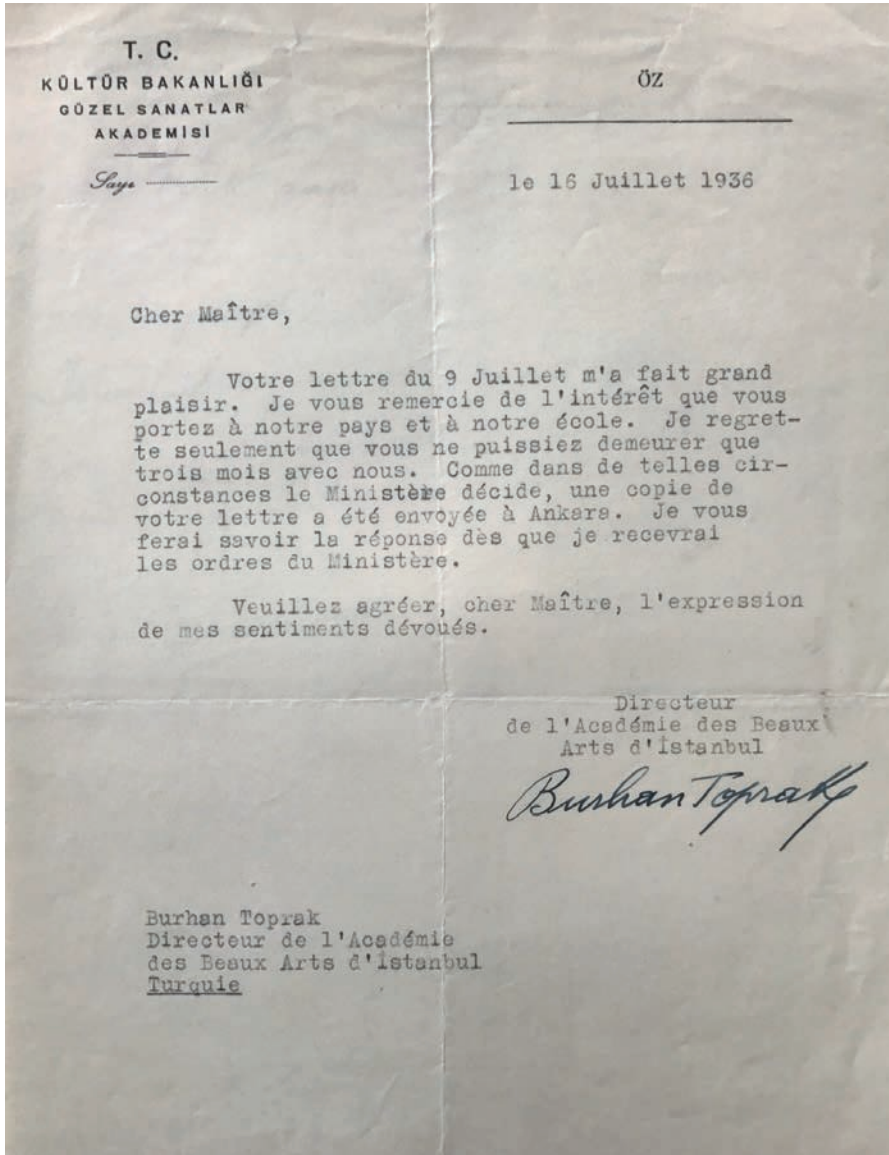 T. C.
KÜLTÜR BAKANLIĞI
GÜZEL SANATLAR
AKADEMİSİ
Sayı
ÖZ
le 16 Juillet 1936
Cher Maître,
Votre lettre du 9 Juillet m'a fait grand
plaisir. Je vous remercie de l'intérêt que vous
portez à notre pays et à notre école. Je regret-
te seulement que vous ne puissiez demeurer que
trois mois avec nous. Comme dans de telles cir-
constances le Ministère décide, une copie de
votre lettre a été envoyée à Ankara. Je vous
ferai savoir la réponse dès que je recevrai
les ordres du Ministère.
Veuillez agréer, cher Maître, l'expression
de mes sentiments dévoués.
Directeur
de l'Académie des Beaux
Arts d'İstanbul
Burhan Toprak
Burhan Toprak
Directeur de l'Académie
des Beaux Arts d'İstanbul
Turquie